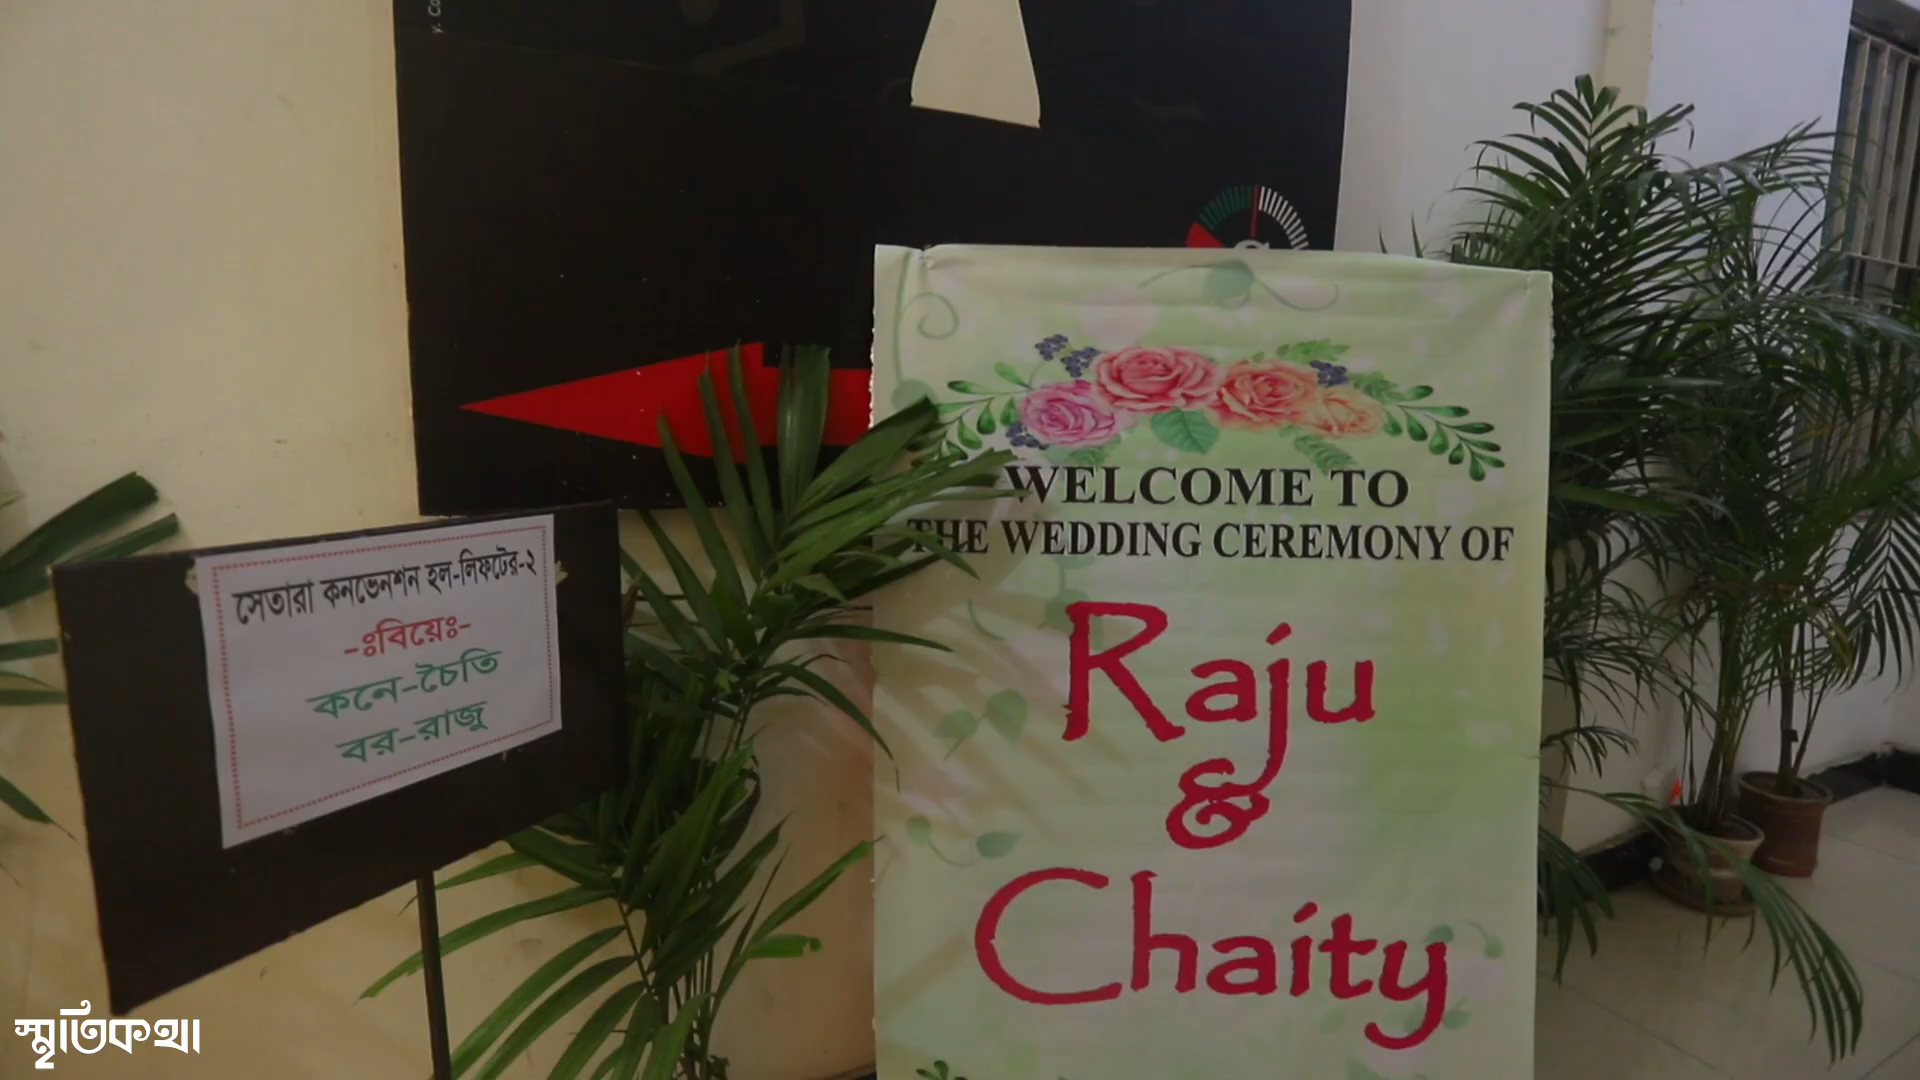 সেতারা কনভেনশন হল-লিফটের-২
-ঃবিয়েঃ-
কনে-চৈতি
বর-রাজু
WELCOME TO
THE WEDDING CEREMONY OF
Raju
&
Chaity
স্মৃতিকথা